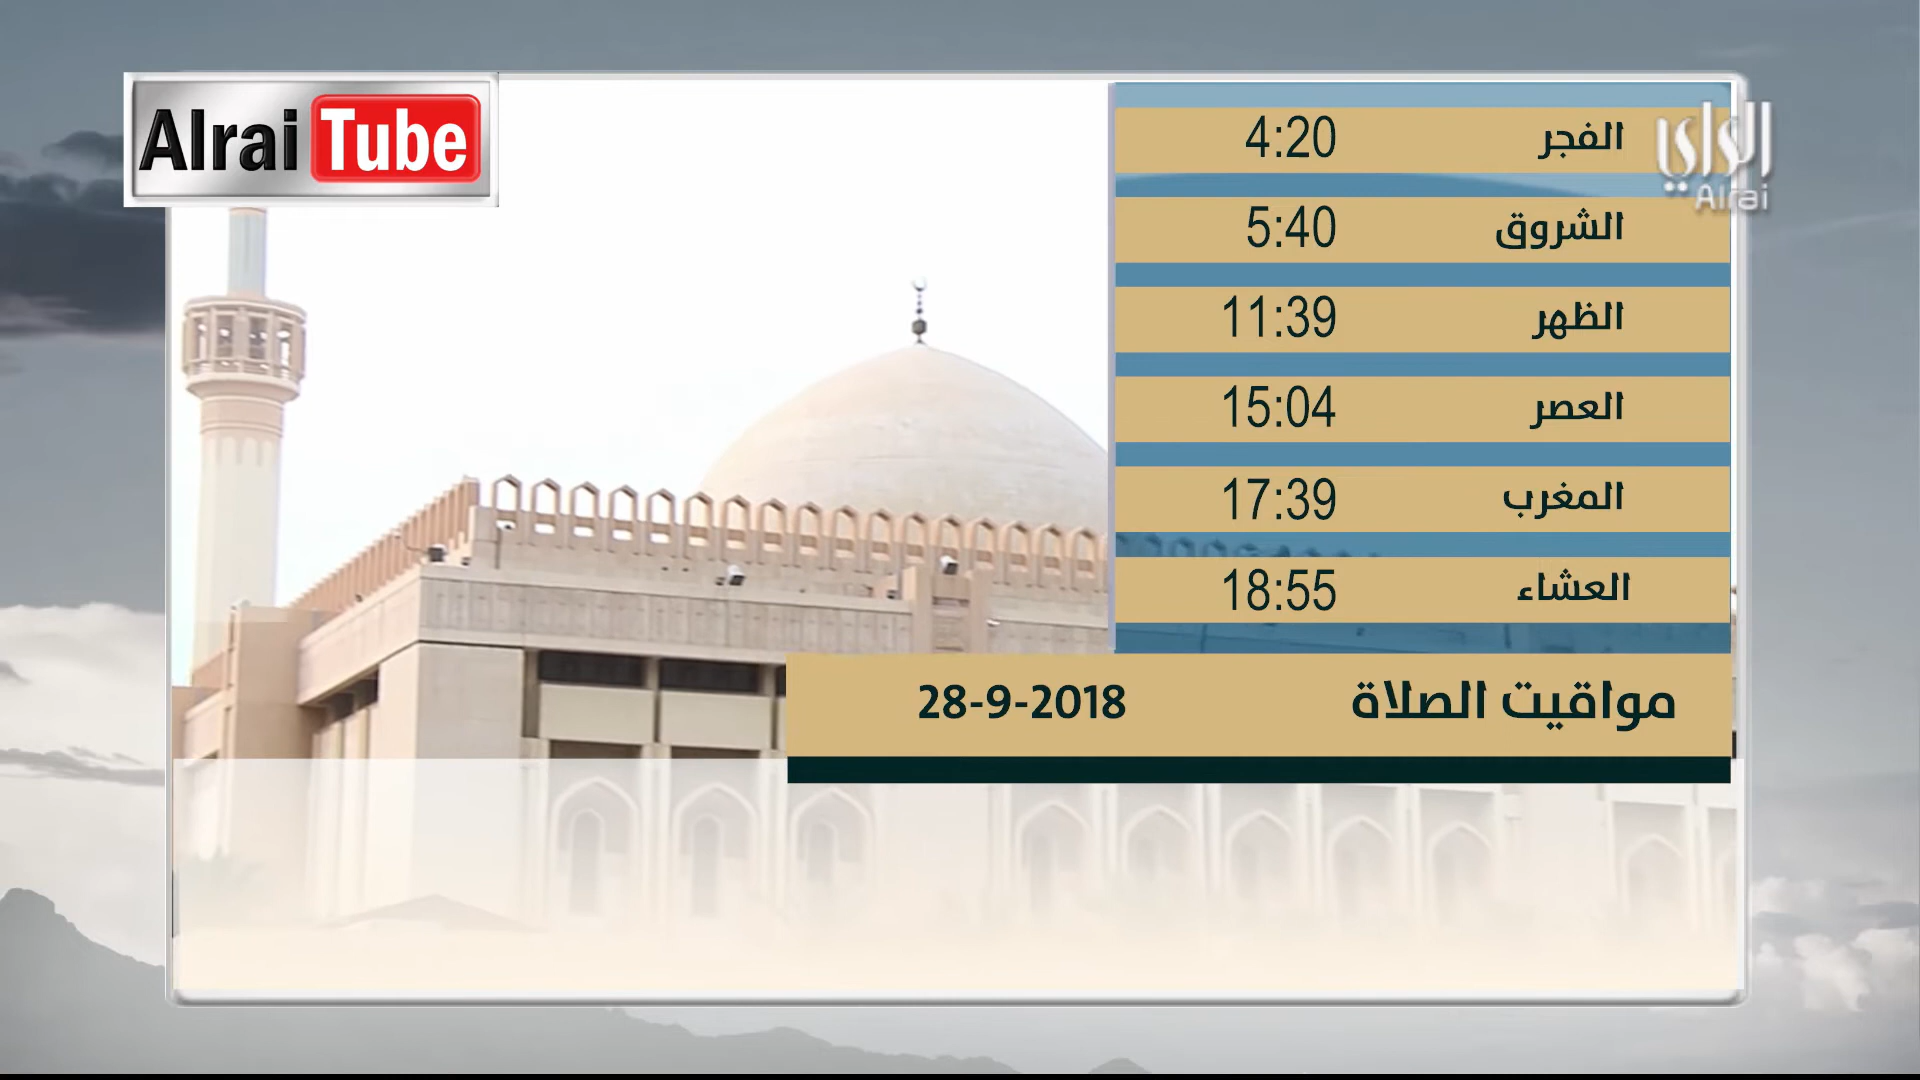 Alrai Tube
الراي
Alrai
الفجر 4:20
الشروق 5:40
الظهر 11:39
العصر 15:04
المغرب 17:39
العشاء 18:55
مواقيت الصلاة 28-9-2018